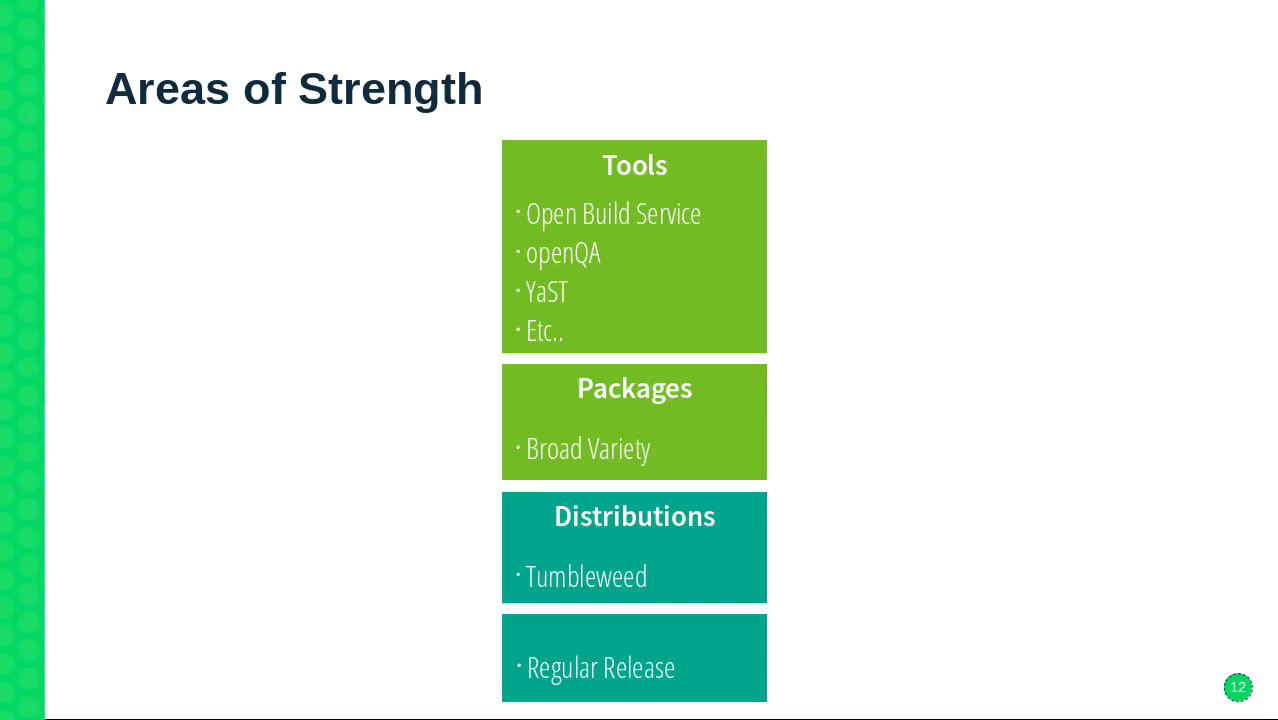 Areas of Strength
Tools
· Open Build Service
· openQA
· YaST
· Etc..
Packages
· Broad Variety
Distributions
· Tumbleweed
· Regular Release
12